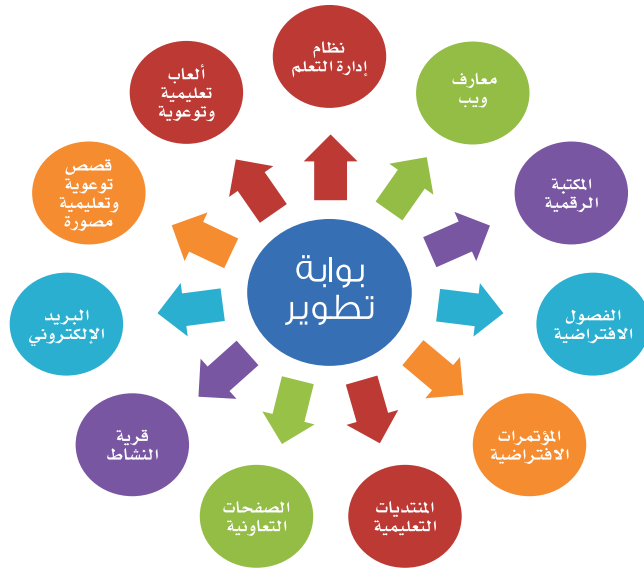 نظام
إدارة التعلم
معارف
ويب
المكتبة
الرقمية
الفصول
الافتراضية
المؤتمرات
الافتراضية
المنتديات
التعليمية
الصفحات
التعاونية
قرية
النشاط
البريد
الإلكتروني
قصص
توعوية
وتعليمية
مصورة
ألعاب
تعليمية
وتوعوية
بوابة
تطوير